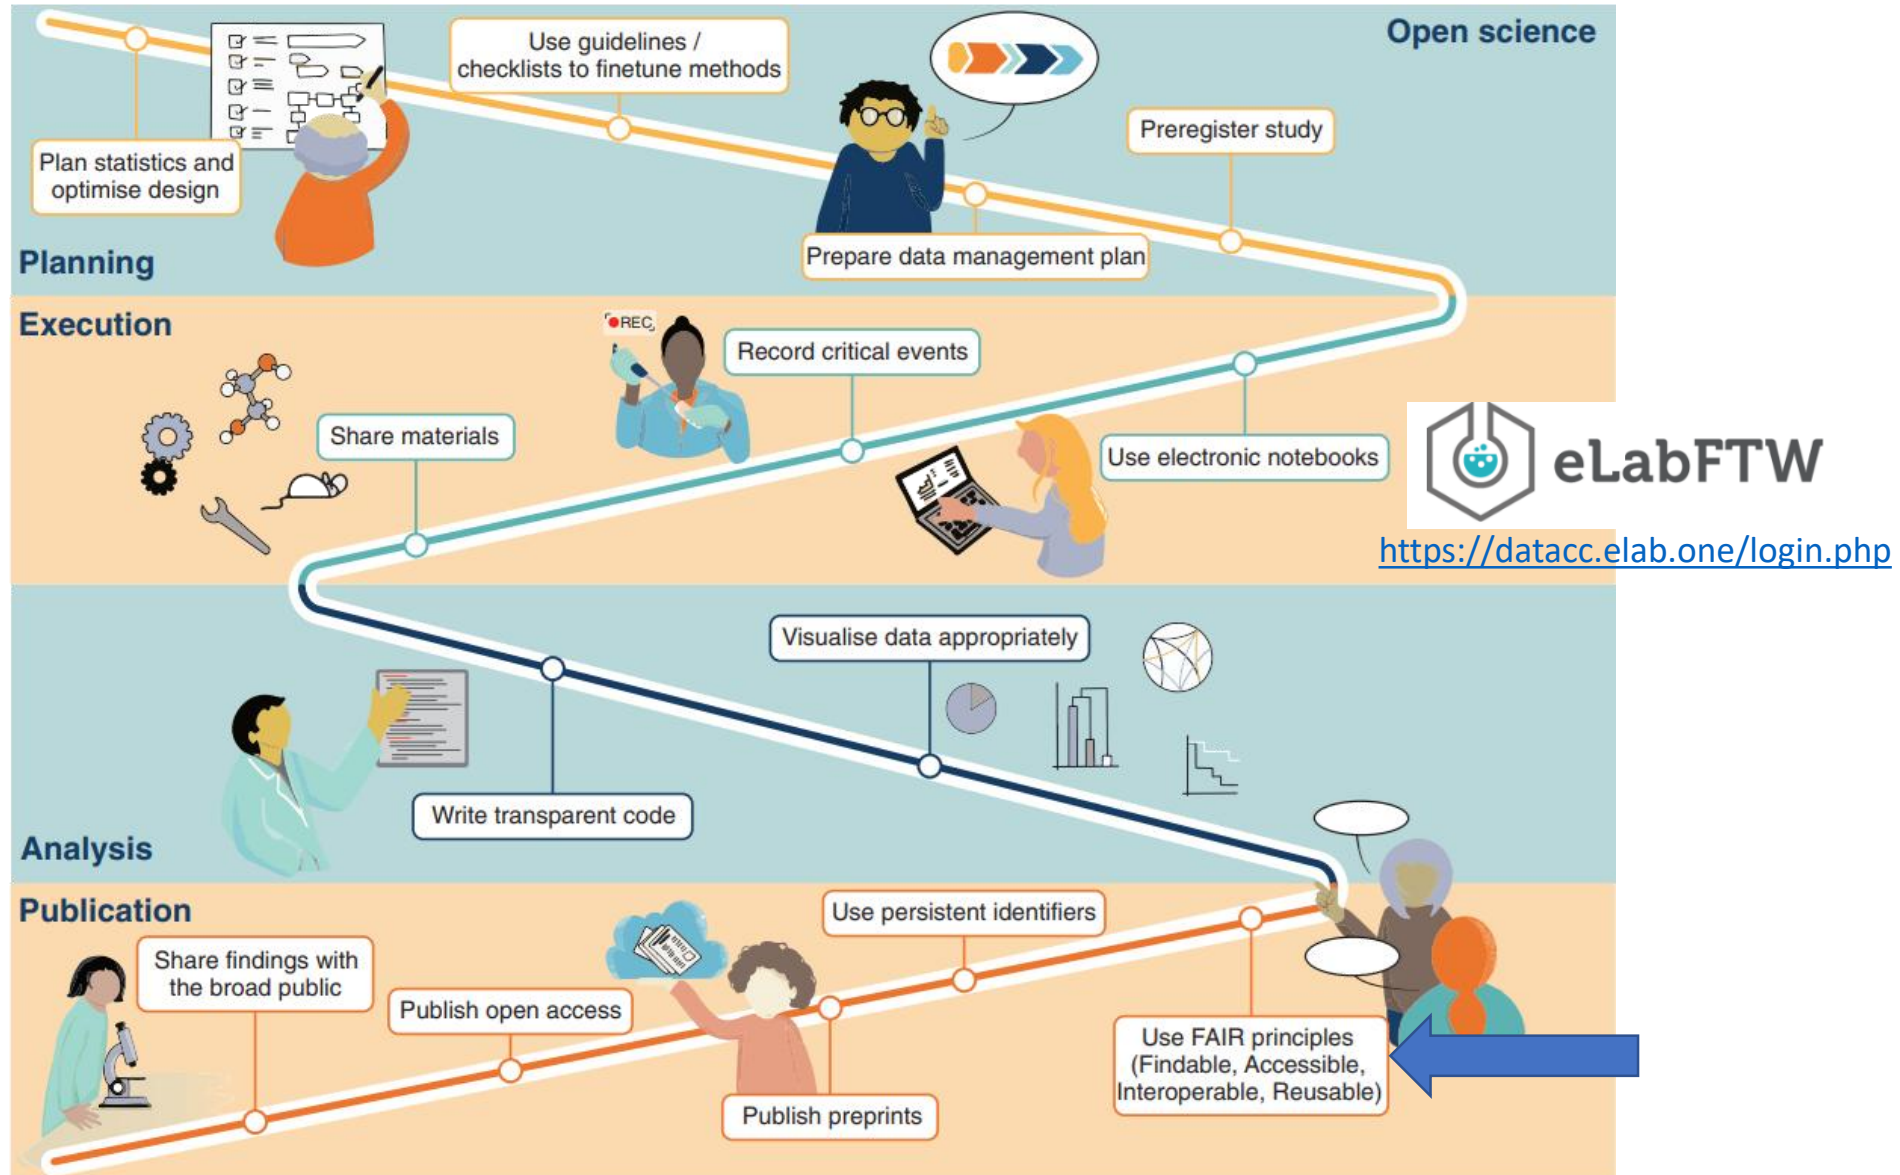 Open science
Use guidelines /
checklists to finetune methods
Preregister study
Plan statistics and
optimise design
Prepare data management plan
Planning
Execution
REC
Record critical events
Share materials
Use electronic notebooks
eLabFTW
https://datacc.elab.one/login.php
Visualise data appropriately
Write transparent code
Analysis
Publication
Use persistent identifiers
Share findings with
the broad public
Publish open access
Use FAIR principles
(Findable, Accessible,
Interoperable, Reusable)
Publish preprints